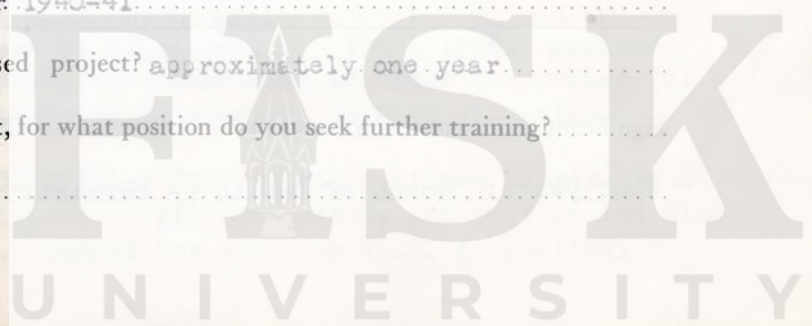 1940-41
sed project? approximately one year
t, for what position do you seek further training?
FISK
UNIVERSITY